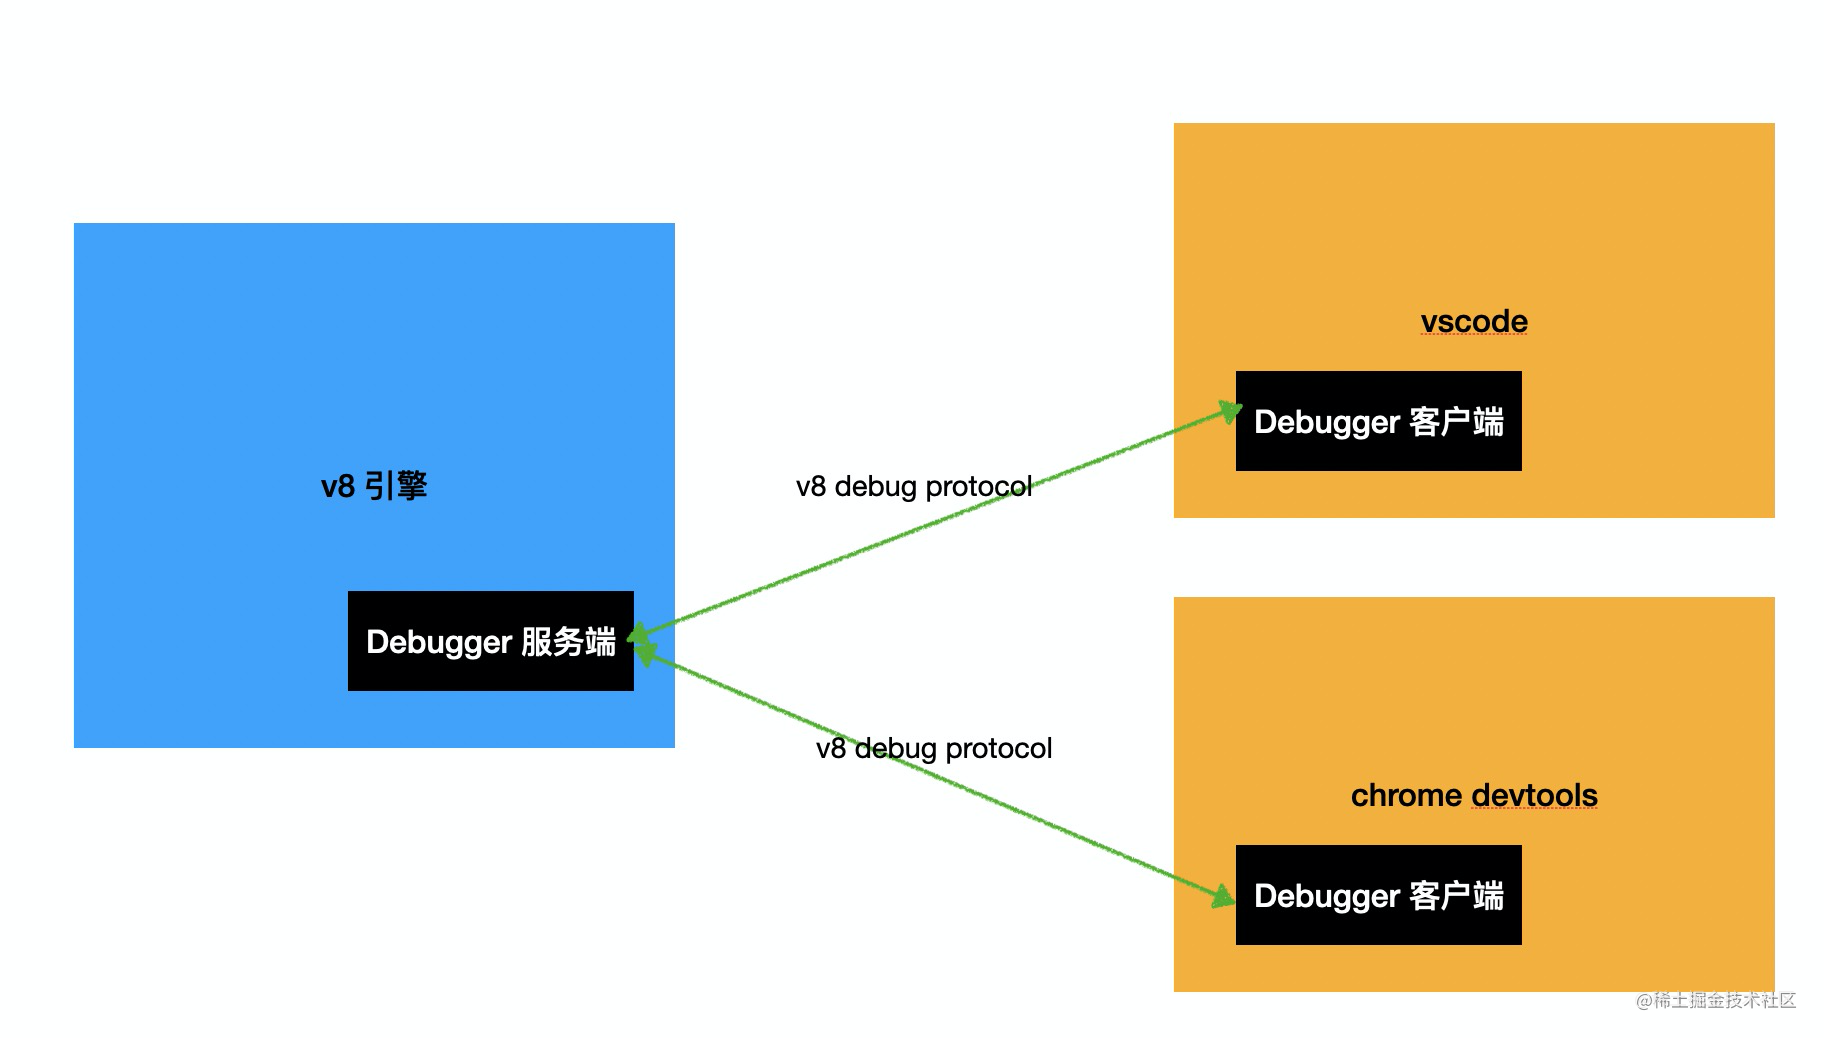 v8 引擎
Debugger 服务端
v8 debug protocol
v8 debug protocol
vscode
Debugger 客户端
chrome devtools
Debugger 客户端
@稀土掘金技术社区